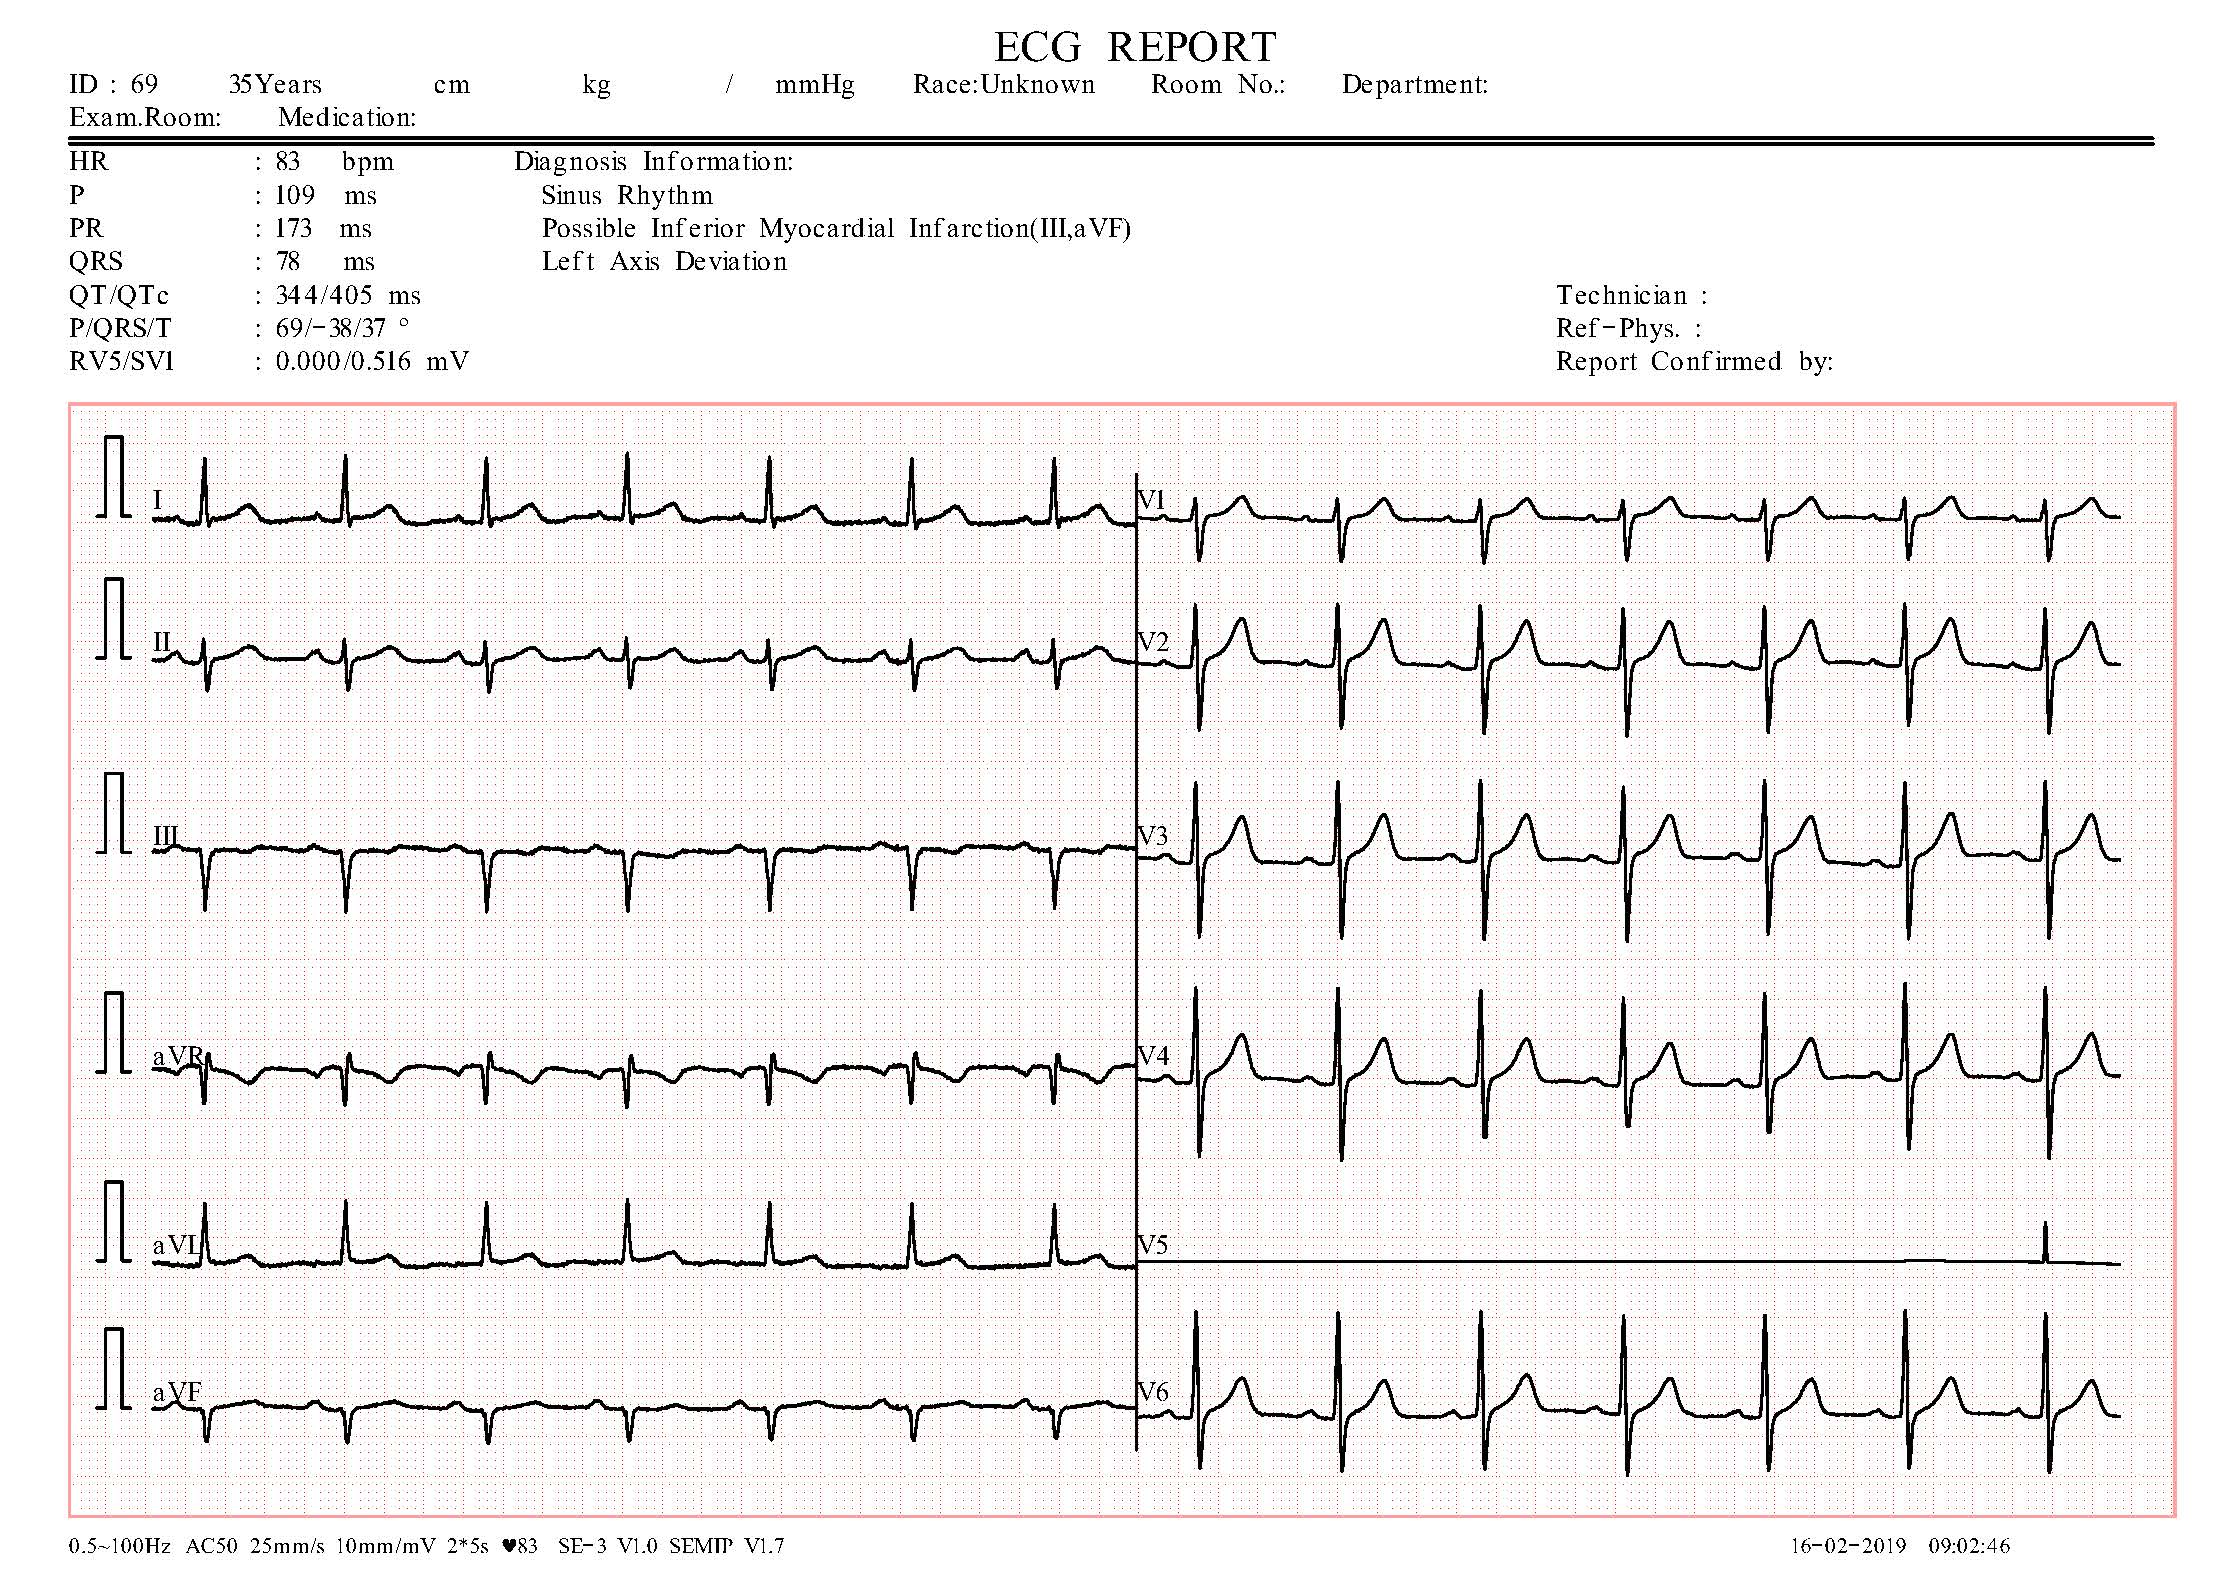 ECG REPORT
ID : 69 35Years cm kg / mmHg Race:Unknown Room No.: Department:
Exam.Room: Medication:
HR : 83 bpm Diagnosis Information:
P : 109 ms Sinus Rhythm
PR : 173 ms Possible Inferior Myocardial Infarction(III,aVF)
QRS : 78 ms Left Axis Deviation
QT/QTc : 344/405 ms Technician :
P/QRS/T : 69/-38/37 ° Ref-Phys. :
RV5/SV1 : 0.000/0.516 mV Report Confirmed by:
I V1
II V2
III V3
aVR V4
aVL V5
aVF V6
0.5~100Hz AC50 25mm/s 10mm/mV 2*5s ♥83 SE-3 V1.0 SEMIP V1.7 16-02-2019 09:02:46